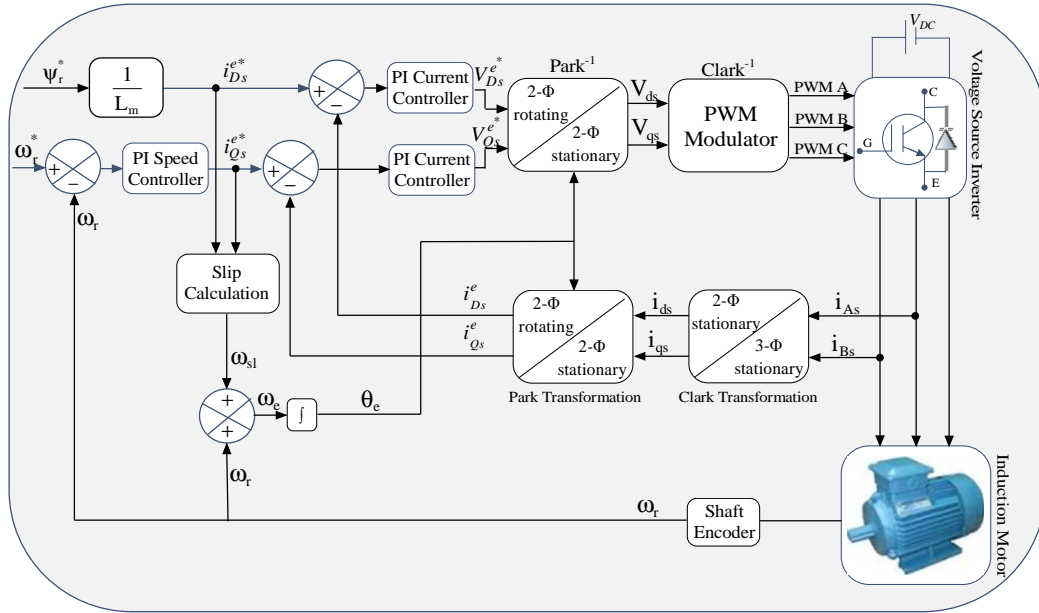 ψr*
1
Lm
iDs^e*
+
−
PI Current
Controller
VDs^e*
Park-1
2-Φ
rotating
2-Φ
stationary
Vds
Vqs
Clark-1
PWM
Modulator
PWM A
PWM B
PWM C
VDC
C
G
E
Voltage Source Inverter
ωr*
+
−
PI Speed
Controller
iQs^e*
+
−
PI Current
Controller
VQs^e*
ωr
Slip
Calculation
iDs^e
iQs^e
2-Φ
rotating
2-Φ
stationary
Park Transformation
ids
iqs
2-Φ
stationary
3-Φ
stationary
Clark Transformation
iAs
iBs
ωsl
+
+
ωe
∫
θe
ωr
ωr
Shaft
Encoder
Induction Motor